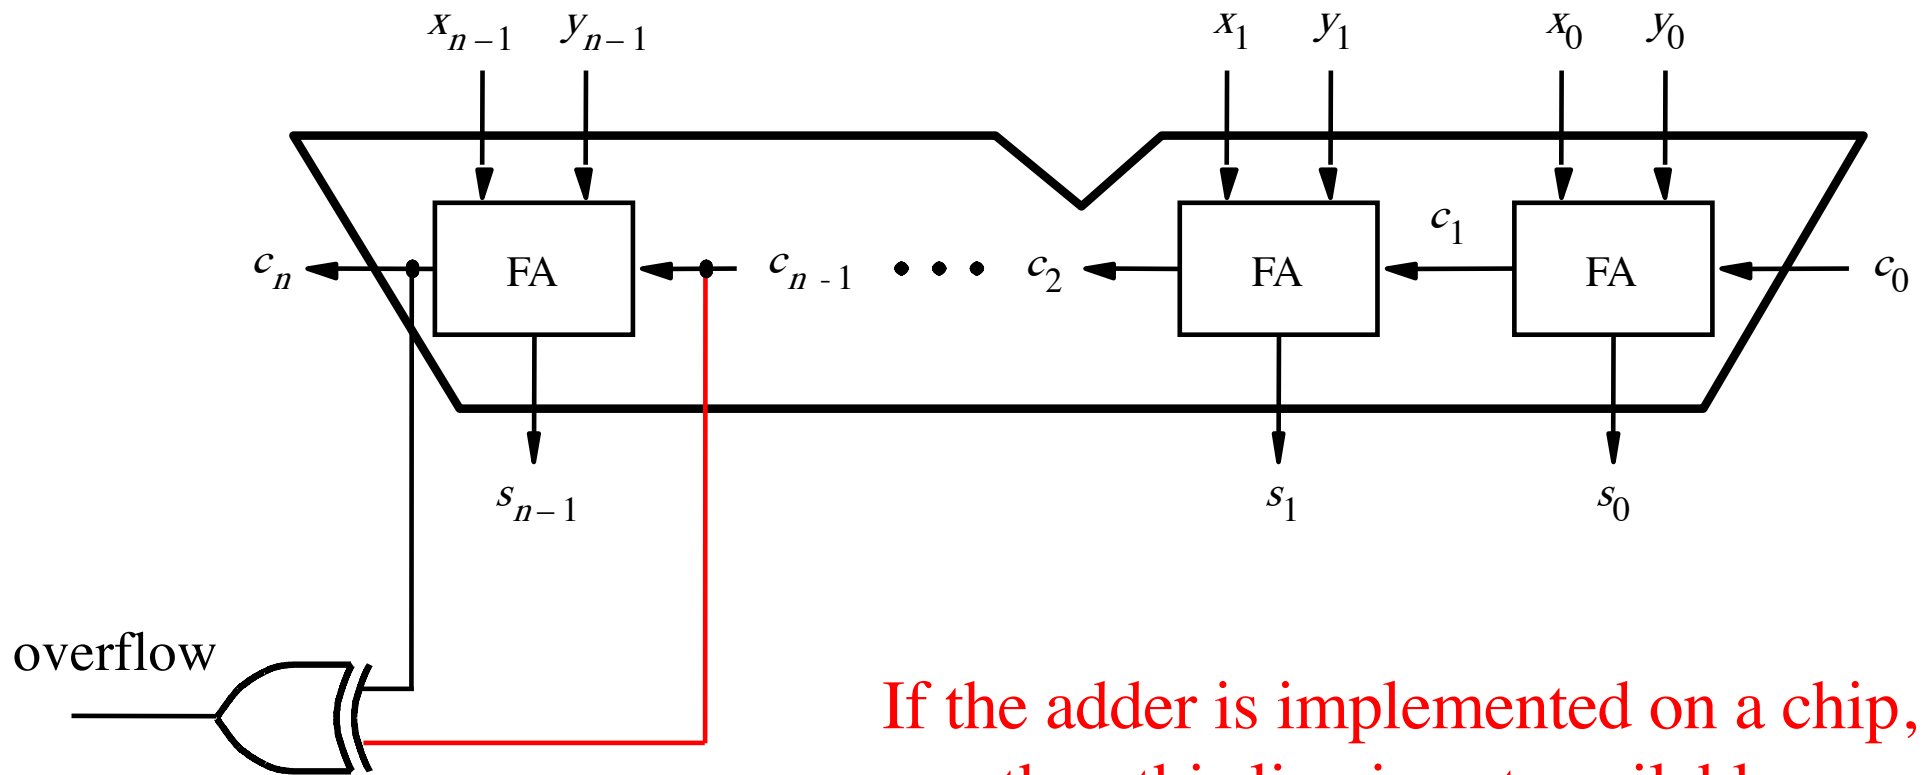 x_{n-1} y_{n-1} x_1 y_1 x_0 y_0
c_1
c_n FA c_{n-1} c_2 FA FA c_0
s_{n-1} s_1 s_0
overflow
If the adder is implemented on a chip,